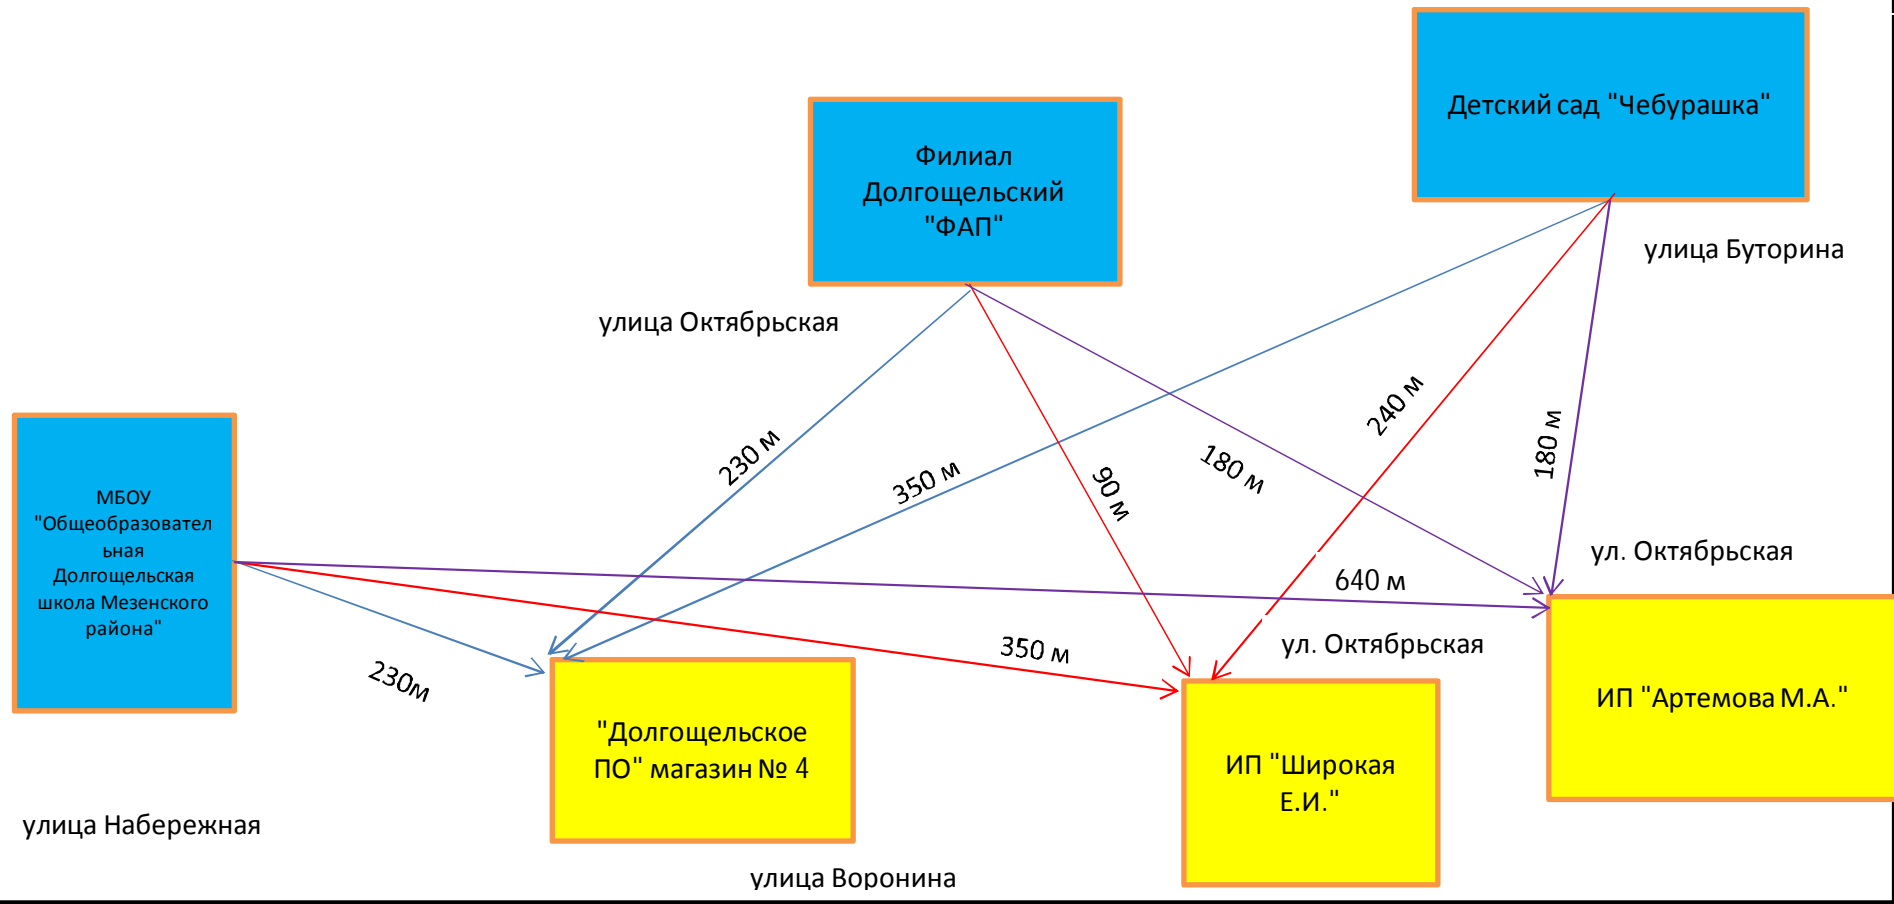 Детский сад "Чебурашка"
Филиал
Долгощельский
"ФАП"
улица Буторина
улица Октябрьская
240 м
230 м
180 м
180 м
350 м
90 м
МБОУ
"Общеобразовател
ьная
Долгощельская
школа Мезенского
района"
ул. Октябрьская
640 м
350 м
ул. Октябрьская
230м
ИП "Артемова М.А."
"Долгощельское
ПО" магазин № 4
ИП "Широкая
Е.И."
улица Набережная
улица Воронина